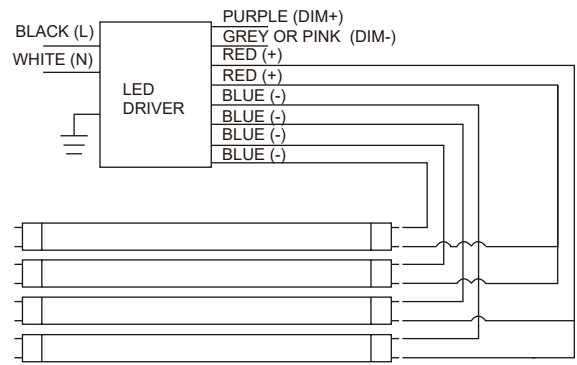 PURPLE (DIM+)
BLACK (L)
GREY OR PINK (DIM-)
WHITE (N)
RED (+)
RED (+)
LED
DRIVER
BLUE (-)
BLUE (-)
BLUE (-)
BLUE (-)